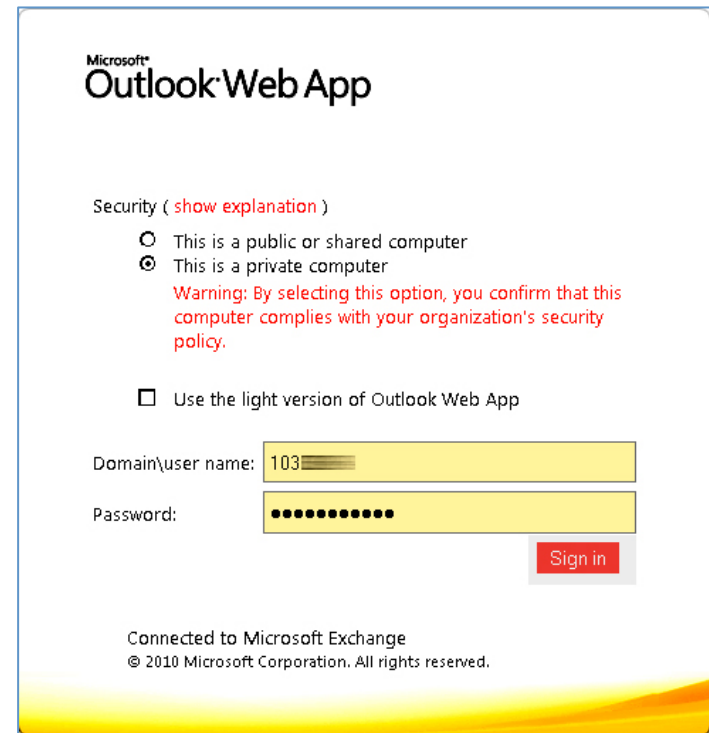 Microsoft®
Outlook Web App
Security ( show explanation )
This is a public or shared computer
This is a private computer
Warning: By selecting this option, you confirm that this
computer complies with your organization's security
policy.
Use the light version of Outlook Web App
Domain\user name: 103
Password:
Sign in
Connected to Microsoft Exchange
© 2010 Microsoft Corporation. All rights reserved.